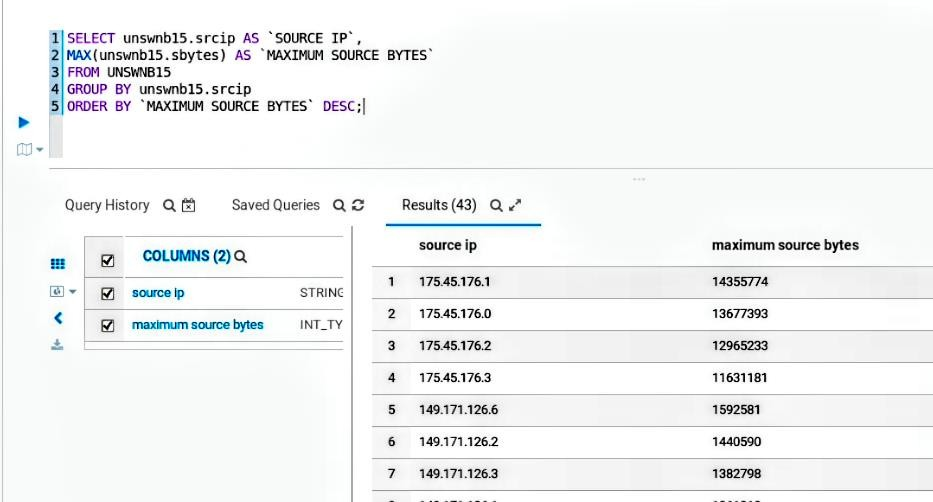 1 SELECT unswnb15.srcip AS `SOURCE IP`,
2 MAX(unswnb15.sbytes) AS `MAXIMUM SOURCE BYTES`
3 FROM UNSWNB15
4 GROUP BY unswnb15.srcip
5 ORDER BY `MAXIMUM SOURCE BYTES` DESC;
Query History Saved Queries Results (43)
COLUMNS (2)
source ip STRING
maximum source bytes INT_TY
source ip maximum source bytes
1 175.45.176.1 14355774
2 175.45.176.0 13677393
3 175.45.176.2 12965233
4 175.45.176.3 11631181
5 149.171.126.6 1592581
6 149.171.126.2 1440590
7 149.171.126.3 1382798